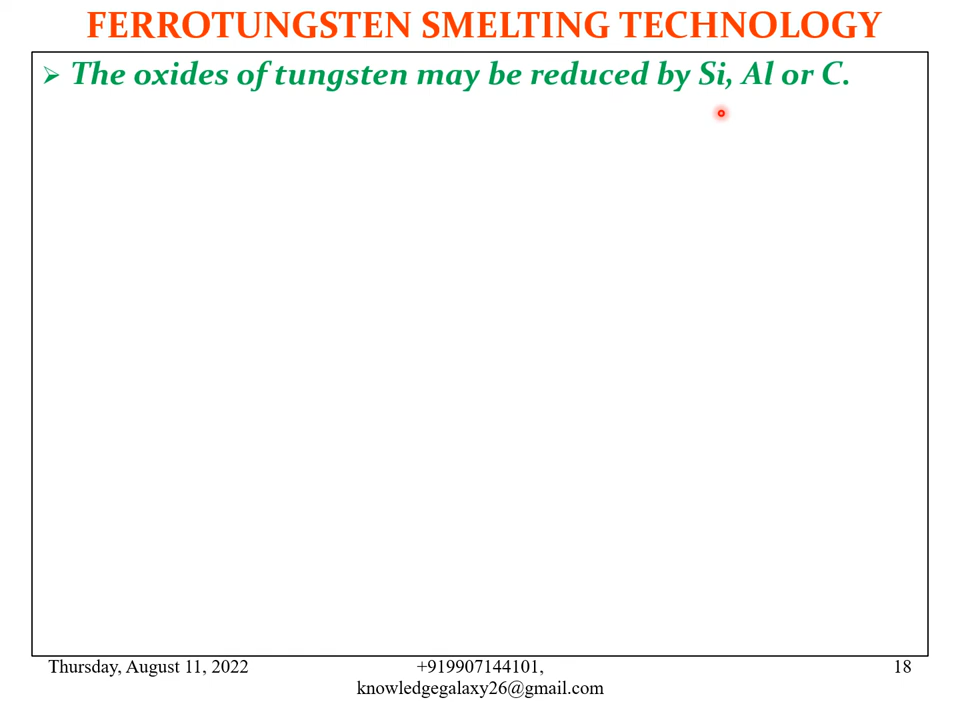 FERROTUNGSTEN SMELTING TECHNOLOGY
➢ The oxides of tungsten may be reduced by Si, Al or C.
Thursday, August 11, 2022
+919907144101,
knowledgegalaxy26@gmail.com
18